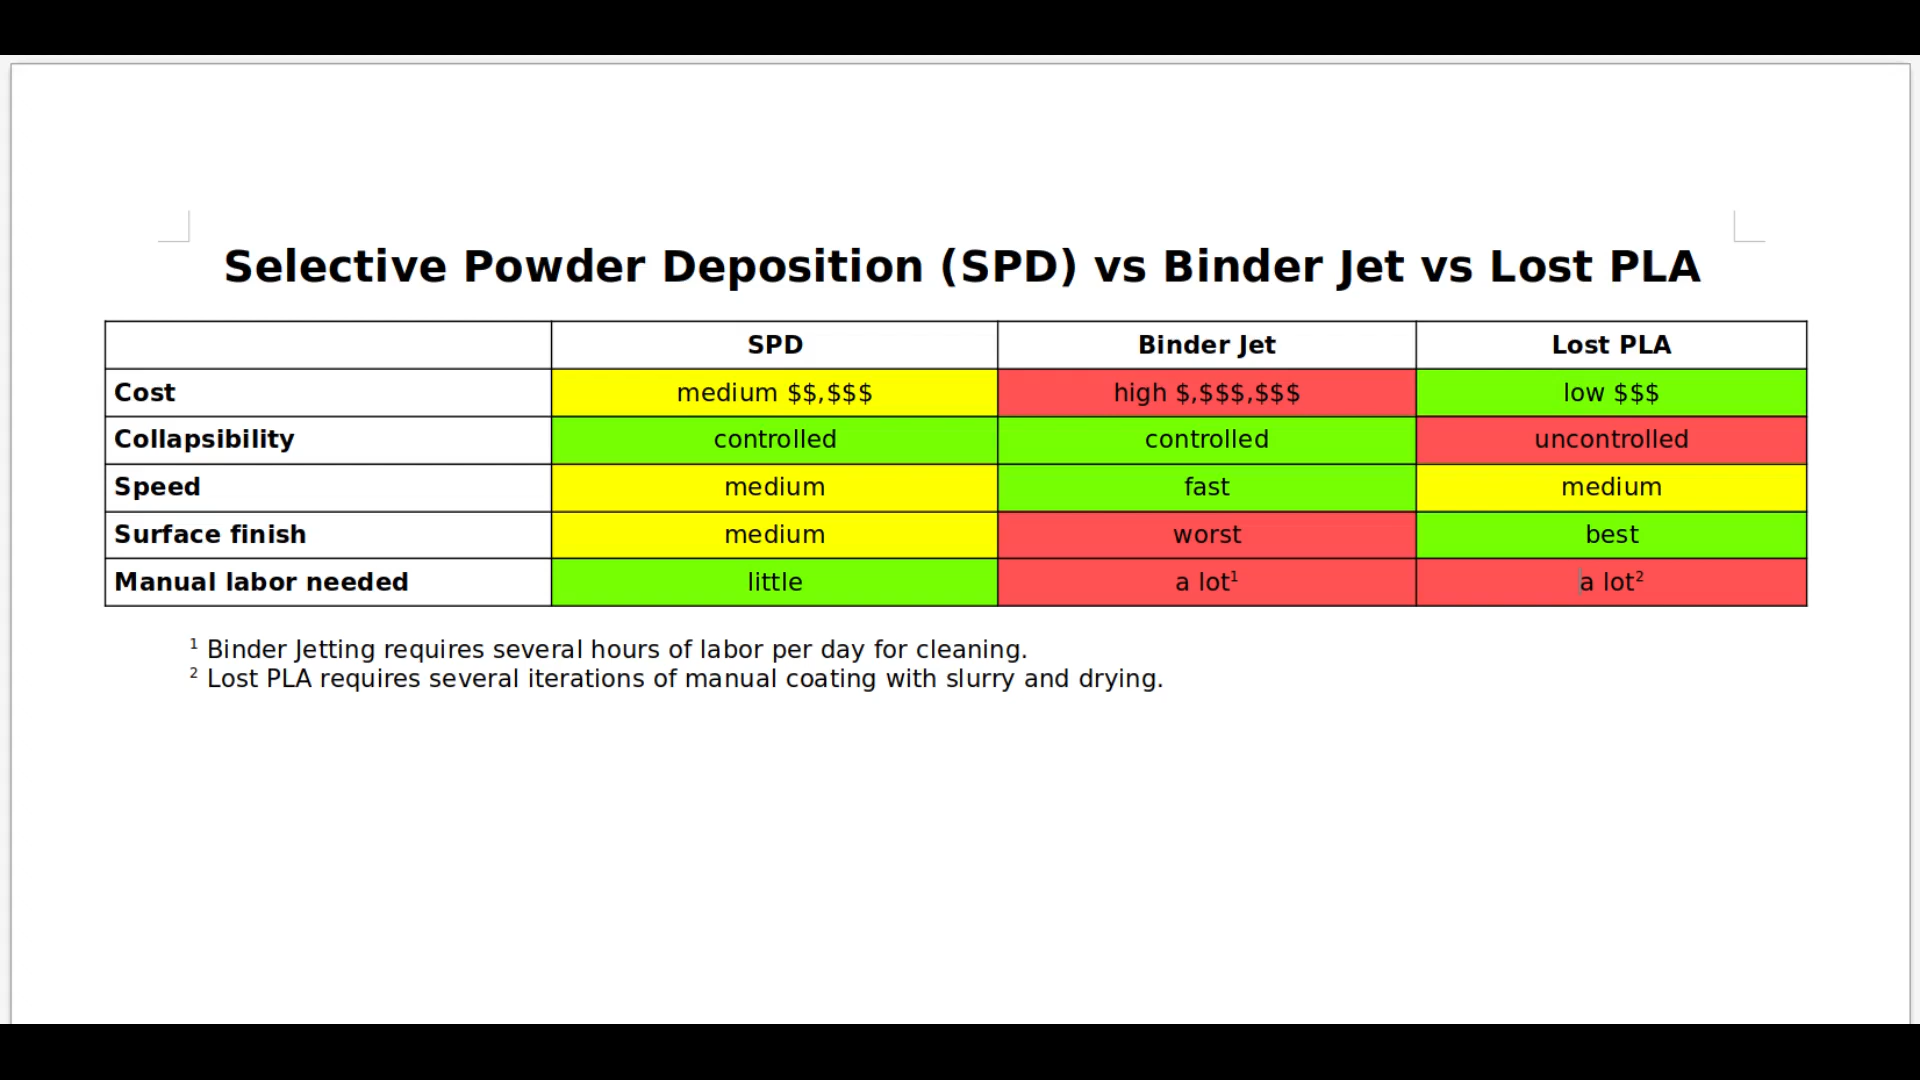 Selective Powder Deposition (SPD) vs Binder Jet vs Lost PLA
SPD Binder Jet Lost PLA
Cost medium $$,$$$ high $,$$$,$$$ low $$$
Collapsibility controlled controlled uncontrolled
Speed medium fast medium
Surface finish medium worst best
Manual labor needed little a lot¹ a lot²
¹ Binder Jetting requires several hours of labor per day for cleaning.
² Lost PLA requires several iterations of manual coating with slurry and drying.